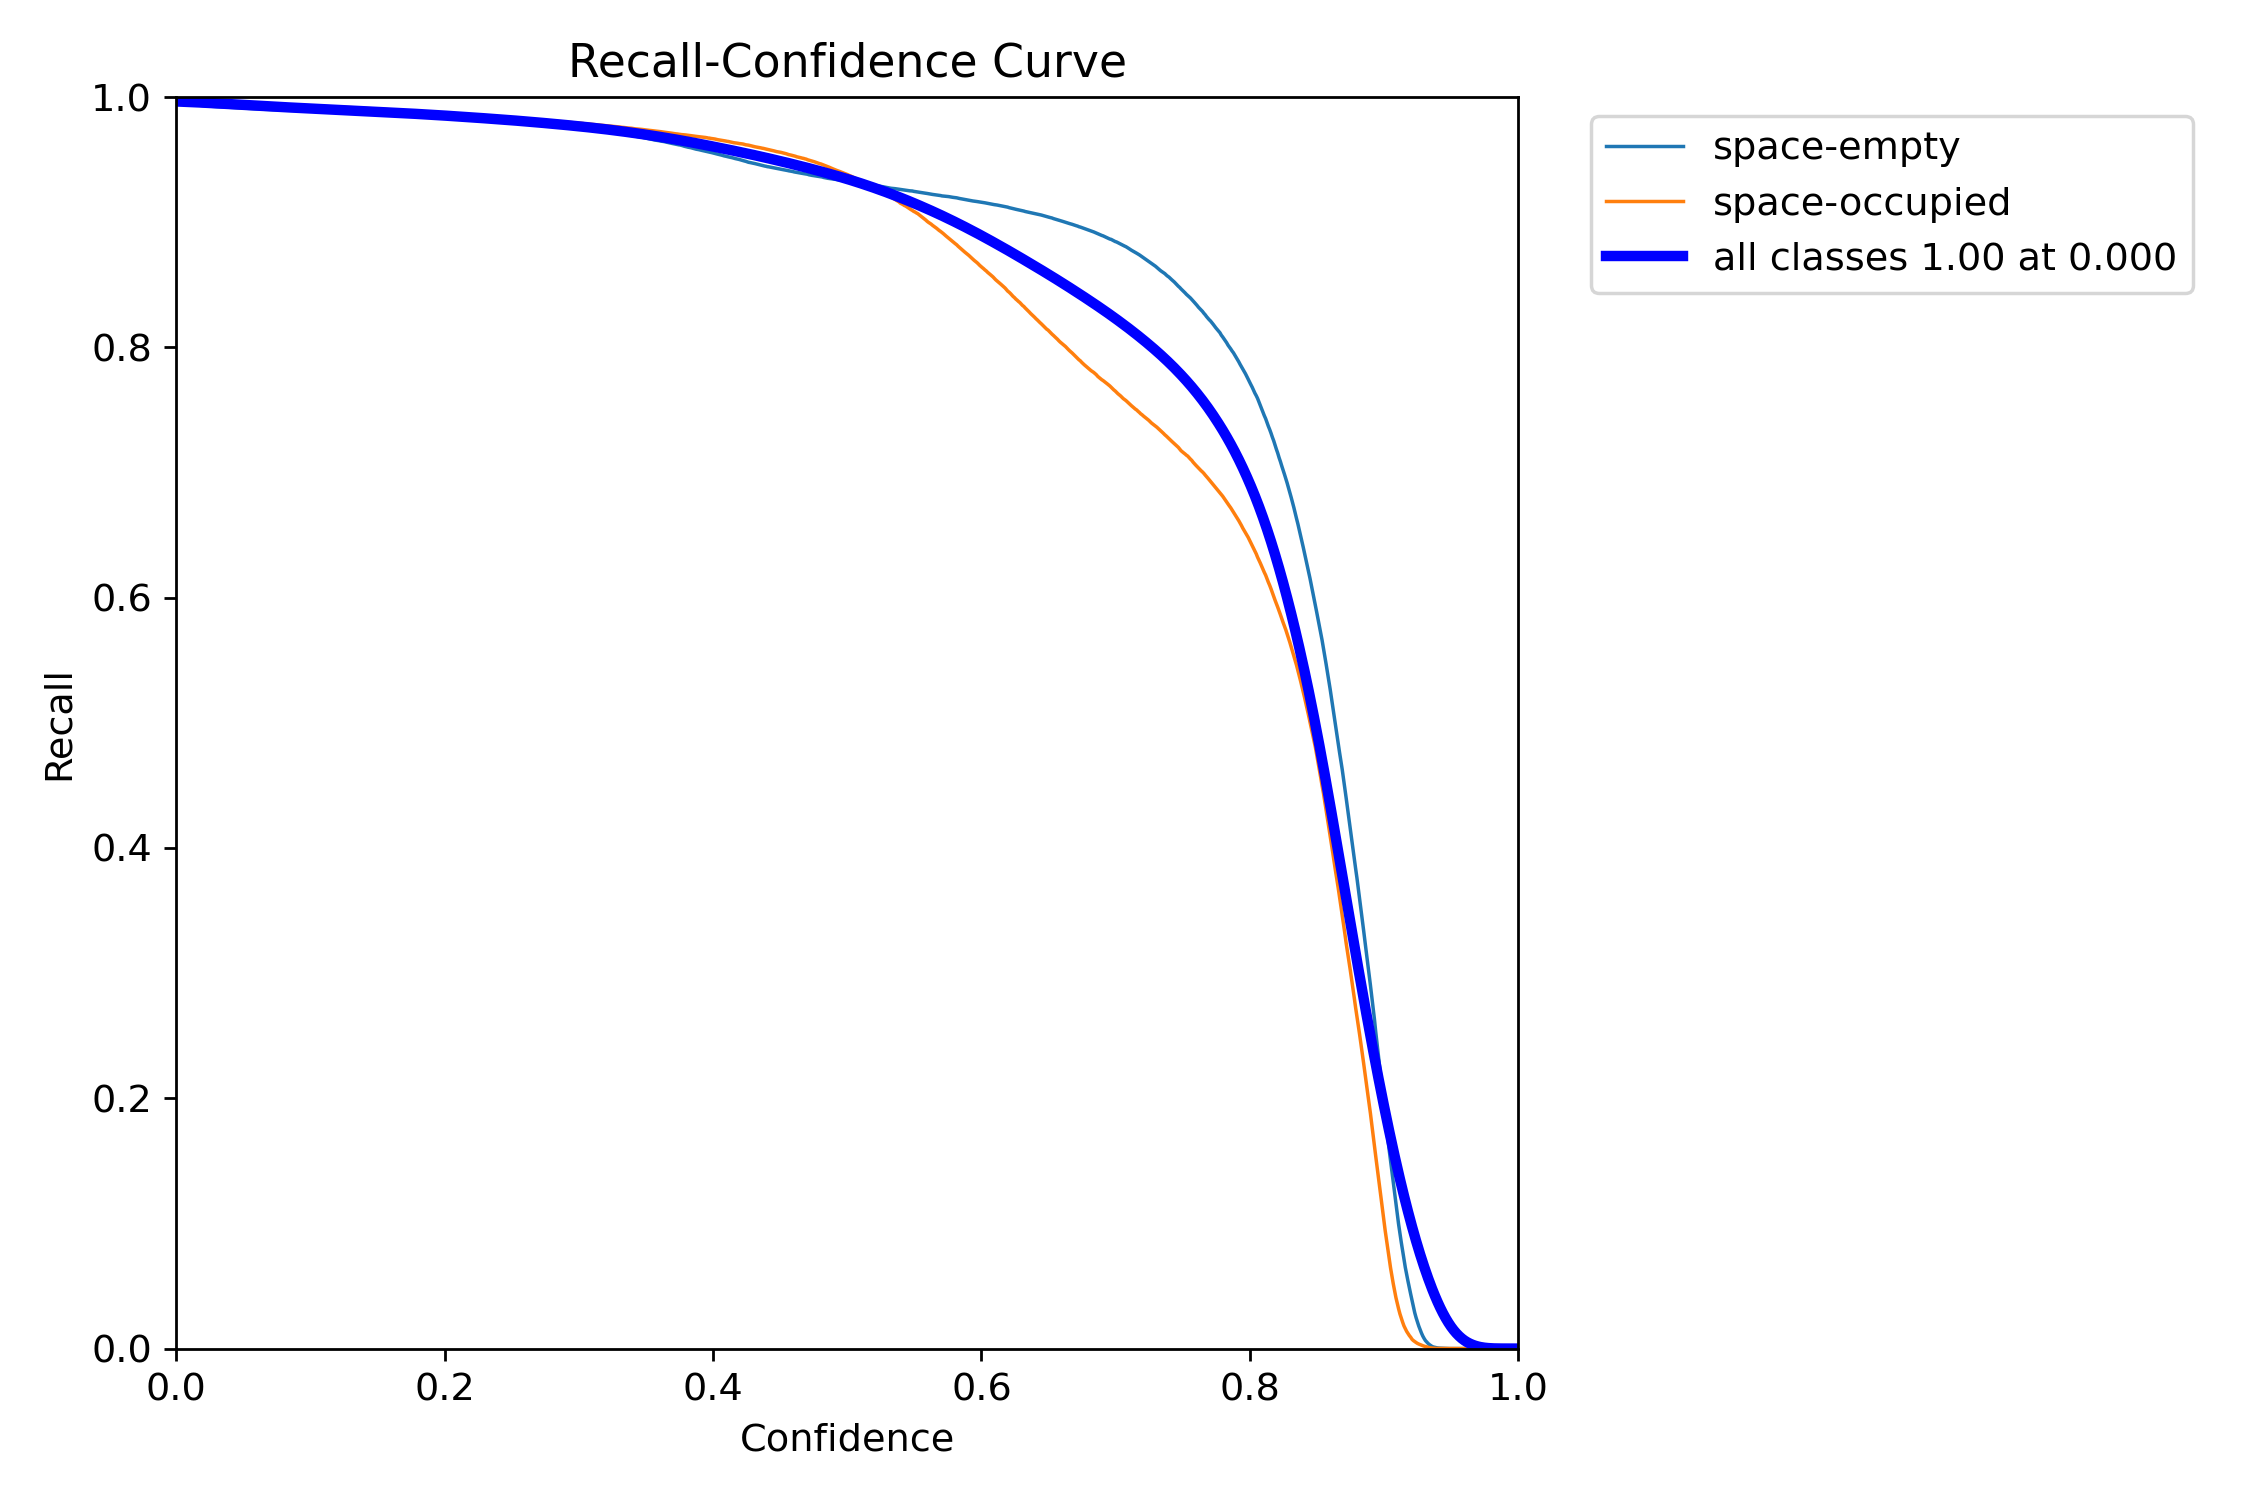 Recall-Confidence Curve
1.0
0.8
0.6
0.4
0.2
0.0
Recall
0.0 0.2 0.4 0.6 0.8 1.0
Confidence
space-empty
space-occupied
all classes 1.00 at 0.000